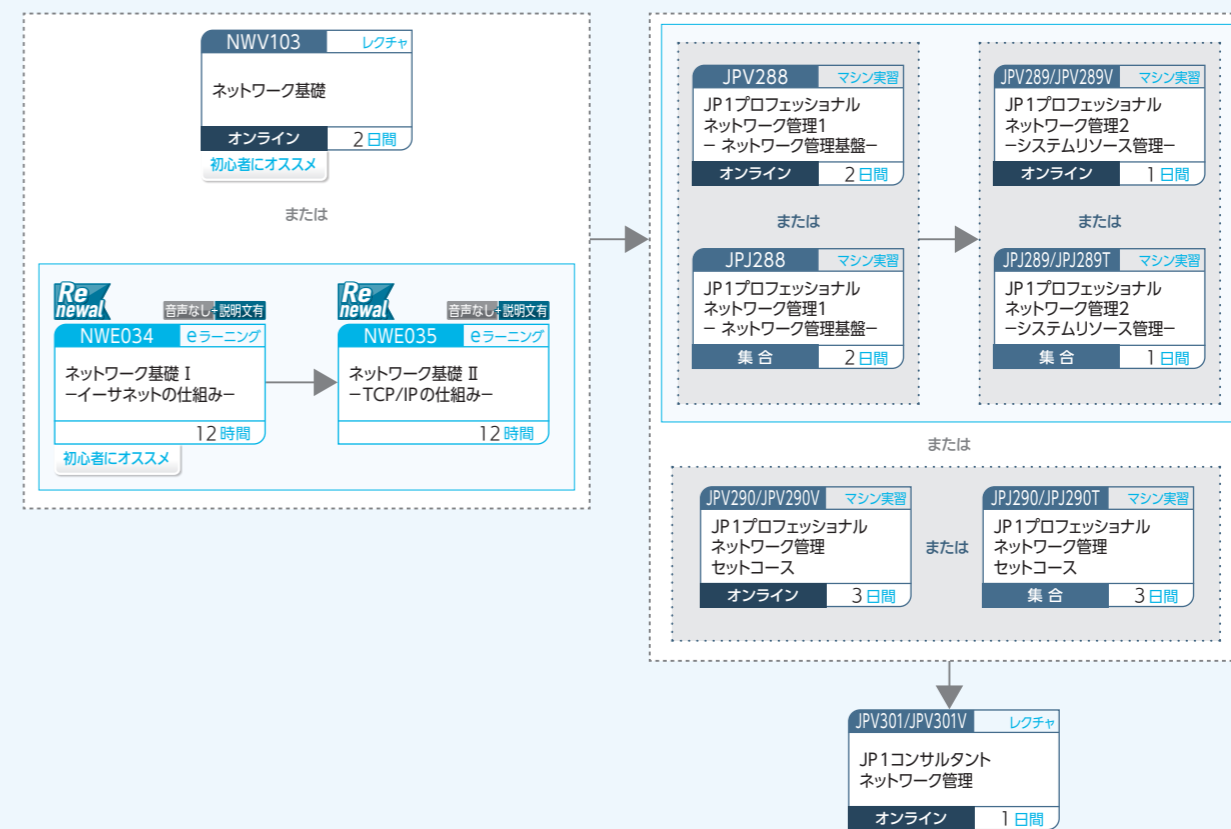 NWV103 レクチャ
ネットワーク基礎
オンライン 2日間
初心者にオススメ
または
Renewal
音声なし+説明文有
NWE034 eラーニング
ネットワーク基礎 Ⅰ
−イーサネットの仕組み−
12時間
初心者にオススメ
Renewal
音声なし+説明文有
NWE035 eラーニング
ネットワーク基礎 Ⅱ
−TCP/IPの仕組み−
12時間
JPV288 マシン実習
JP1プロフェッショナル
ネットワーク管理1
− ネットワーク管理基盤−
オンライン 2日間
または
JPJ288 マシン実習
JP1プロフェッショナル
ネットワーク管理1
− ネットワーク管理基盤−
集合 2日間
JPV289/JPV289V マシン実習
JP1プロフェッショナル
ネットワーク管理2
−システムリソース管理−
オンライン 1日間
または
JPJ289/JPJ289T マシン実習
JP1プロフェッショナル
ネットワーク管理2
−システムリソース管理−
集合 1日間
または
JPV290/JPV290V マシン実習
JP1プロフェッショナル
ネットワーク管理
セットコース
オンライン 3日間
または
JPJ290/JPJ290T マシン実習
JP1プロフェッショナル
ネットワーク管理
セットコース
集合 3日間
JPV301/JPV301V レクチャ
JP1コンサルタント
ネットワーク管理
オンライン 1日間